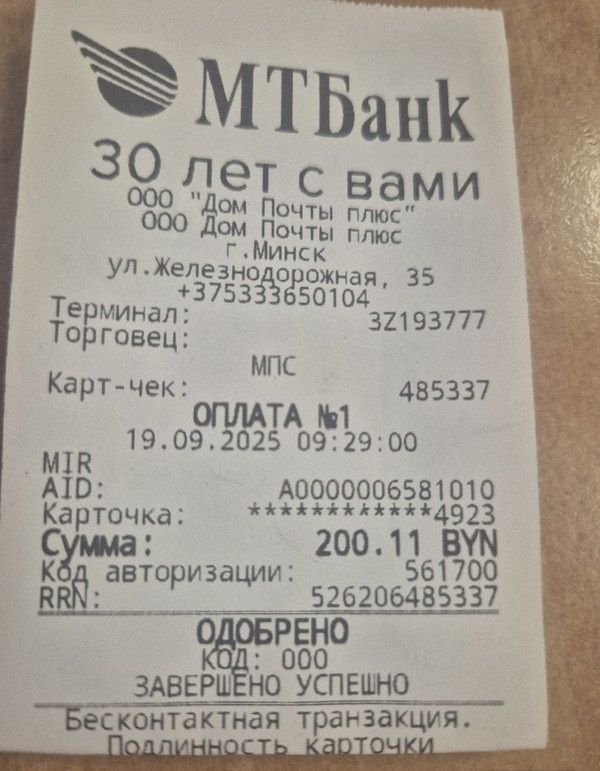 МТБанк
30 лет с вами
ООО "Дом Почты плюс"
ООО Дом Почты плюс
г.Минск
ул.Железнодорожная, 35
+375333650104
Терминал: 3Z193777
Торговец:
МПС
Карт-чек: 485337
ОПЛАТА №1
19.09.2025 09:29:00
MIR
AID: A0000006581010
Карточка: ************4923
Сумма: 200.11 BYN
Код авторизации: 561700
RRN: 526206485337
ОДОБРЕНО
КОД: 000
ЗАВЕРШЕНО УСПЕШНО
Бесконтактная транзакция.
Подлинность карточки